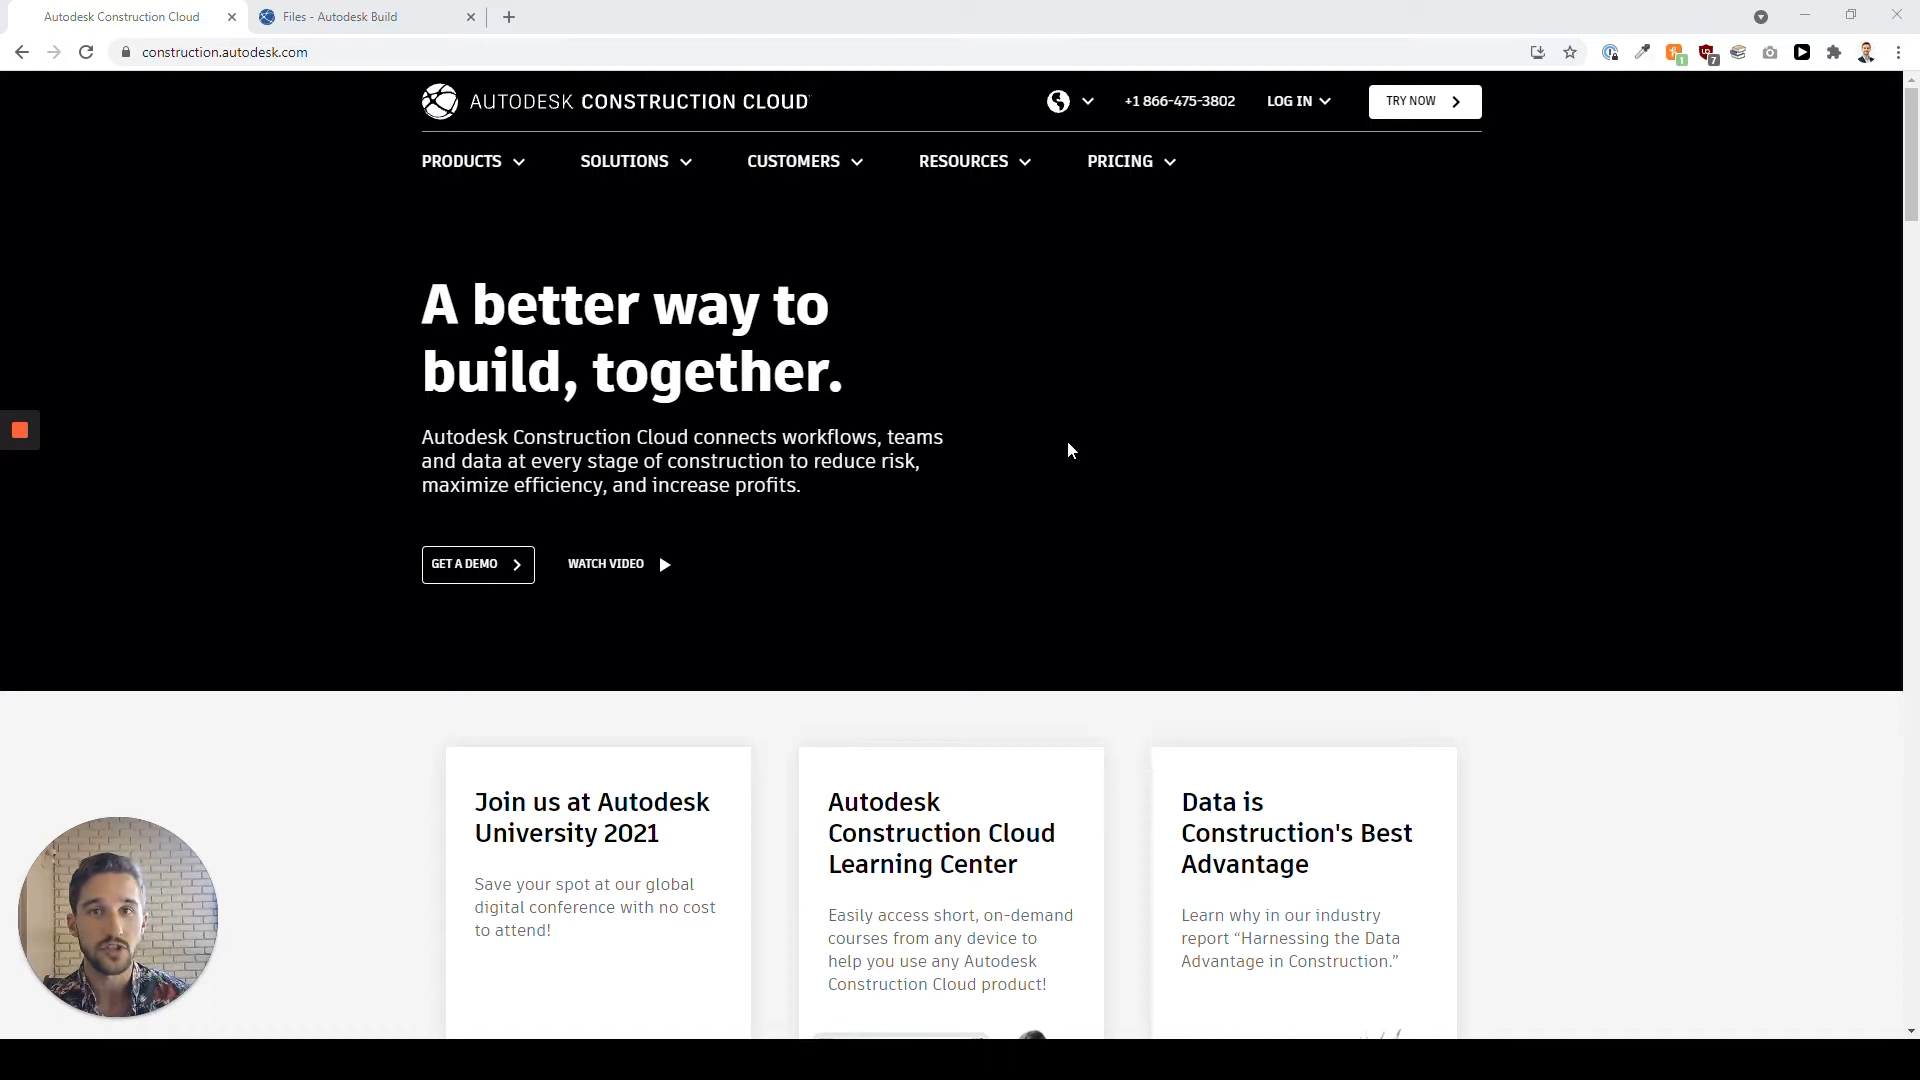 Autodesk Construction Cloud
Files - Autodesk Build
construction.autodesk.com
1
7
AUTODESK CONSTRUCTION CLOUD
+1 866-475-3802
LOG IN
TRY NOW
PRODUCTS
SOLUTIONS
CUSTOMERS
RESOURCES
PRICING
A better way to
build, together.
Autodesk Construction Cloud connects workflows, teams
and data at every stage of construction to reduce risk,
maximize efficiency, and increase profits.
GET A DEMO
WATCH VIDEO
Join us at Autodesk
University 2021
Save your spot at our global
digital conference with no cost
to attend!
Autodesk
Construction Cloud
Learning Center
Easily access short, on-demand
courses from any device to
help you use any Autodesk
Construction Cloud product!
Data is
Construction's Best
Advantage
Learn why in our industry
report “Harnessing the Data
Advantage in Construction.”